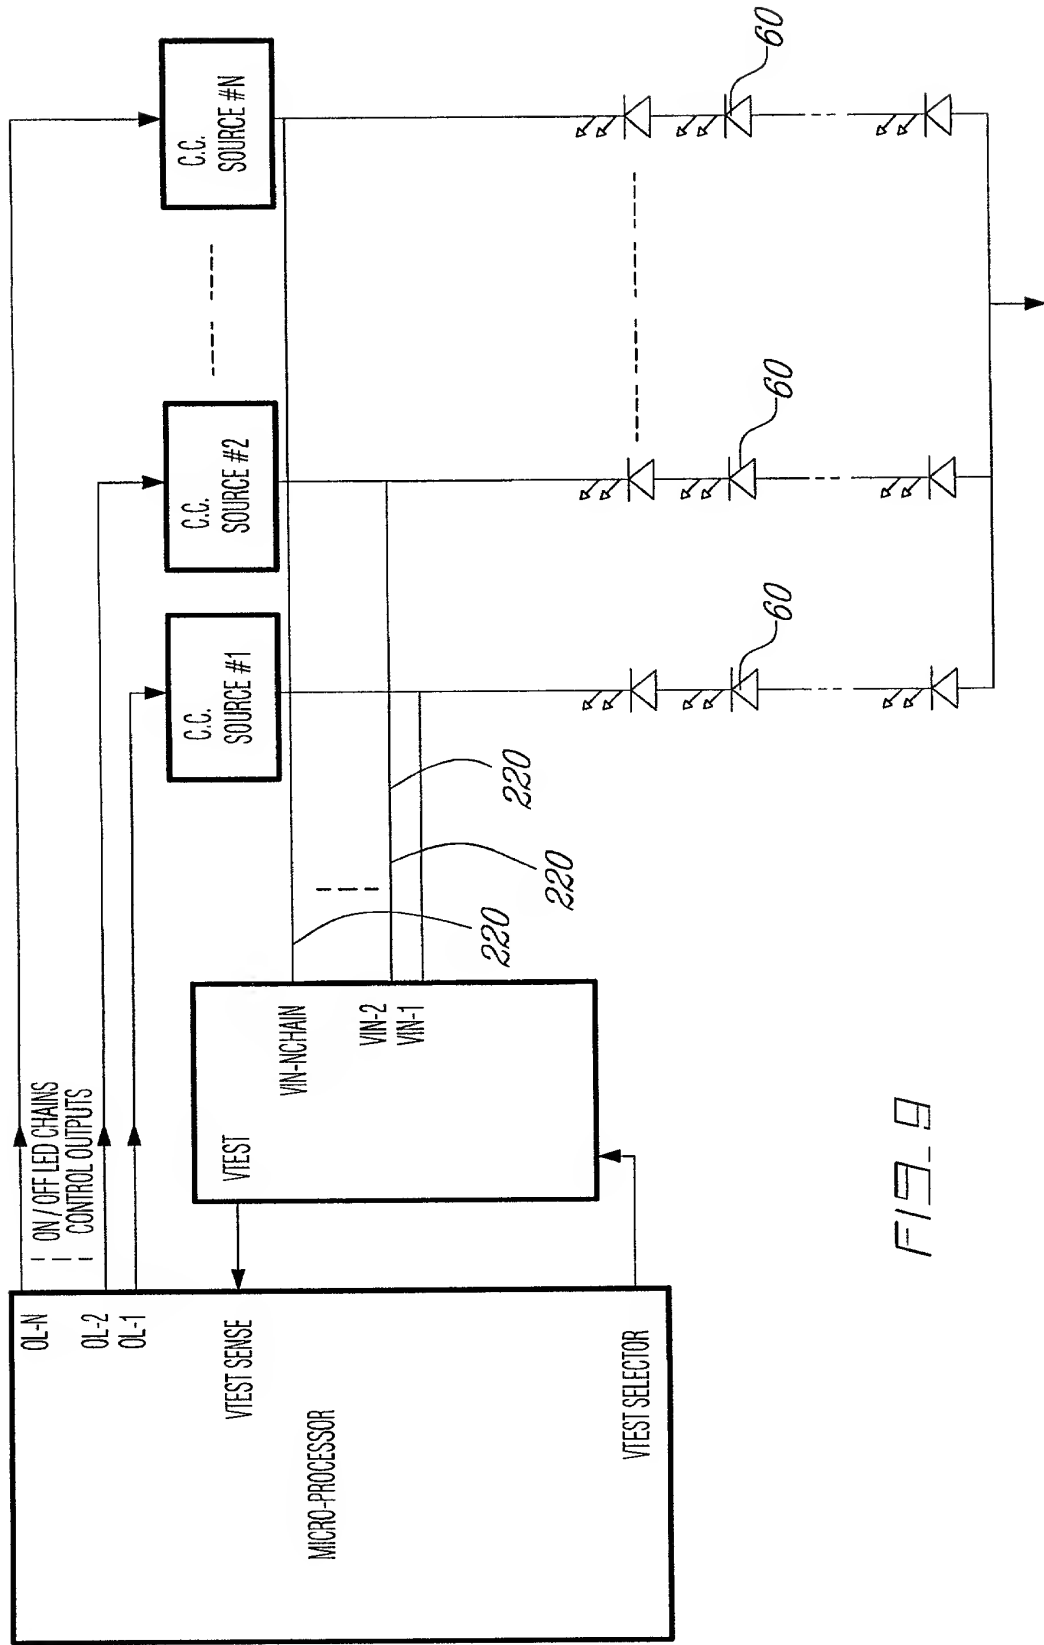 OL-N
OL-2
OL-1
ON / OFF LED CHAINS
CONTROL OUTPUTS
VTEST SENSE
MICRO-PROCESSOR
VTEST SELECTOR
VTEST
VIN-NCHAIN
VIN-2
VIN-1
220
220
220
C.C.
SOURCE #1
C.C.
SOURCE #2
C.C.
SOURCE #N
60
60
60
FIG_9